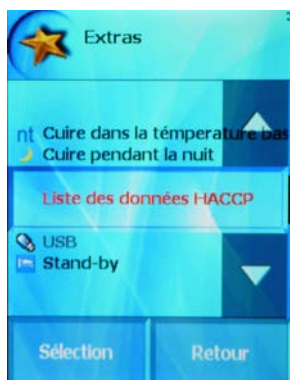 Extras
nt Cuire dans la témperature bas
Cuire pendant la nuit
Liste des données HACCP
USB
Stand-by
Sélection
Retour